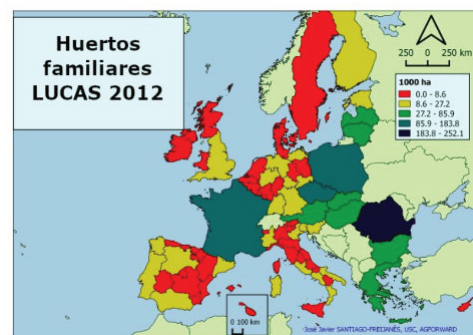 Huertos
familiares
LUCAS 2012
250 0 250 km
1000 ha
0.0 - 8.6
8.6 - 27.2
27.2 - 85.9
85.9 - 183.8
183.8 - 252.1
0 100 km
José Javier SANTIAGO-FREIJANES, USC, AGFORWARD